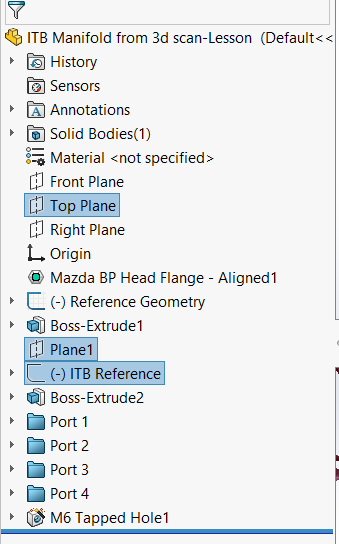 ITB Manifold from 3d scan-Lesson (Default<<
History
Sensors
Annotations
Solid Bodies(1)
Material <not specified>
Front Plane
Top Plane
Right Plane
Origin
Mazda BP Head Flange - Aligned1
(-) Reference Geometry
Boss-Extrude1
Plane1
(-) ITB Reference
Boss-Extrude2
Port 1
Port 2
Port 3
Port 4
M6 Tapped Hole1